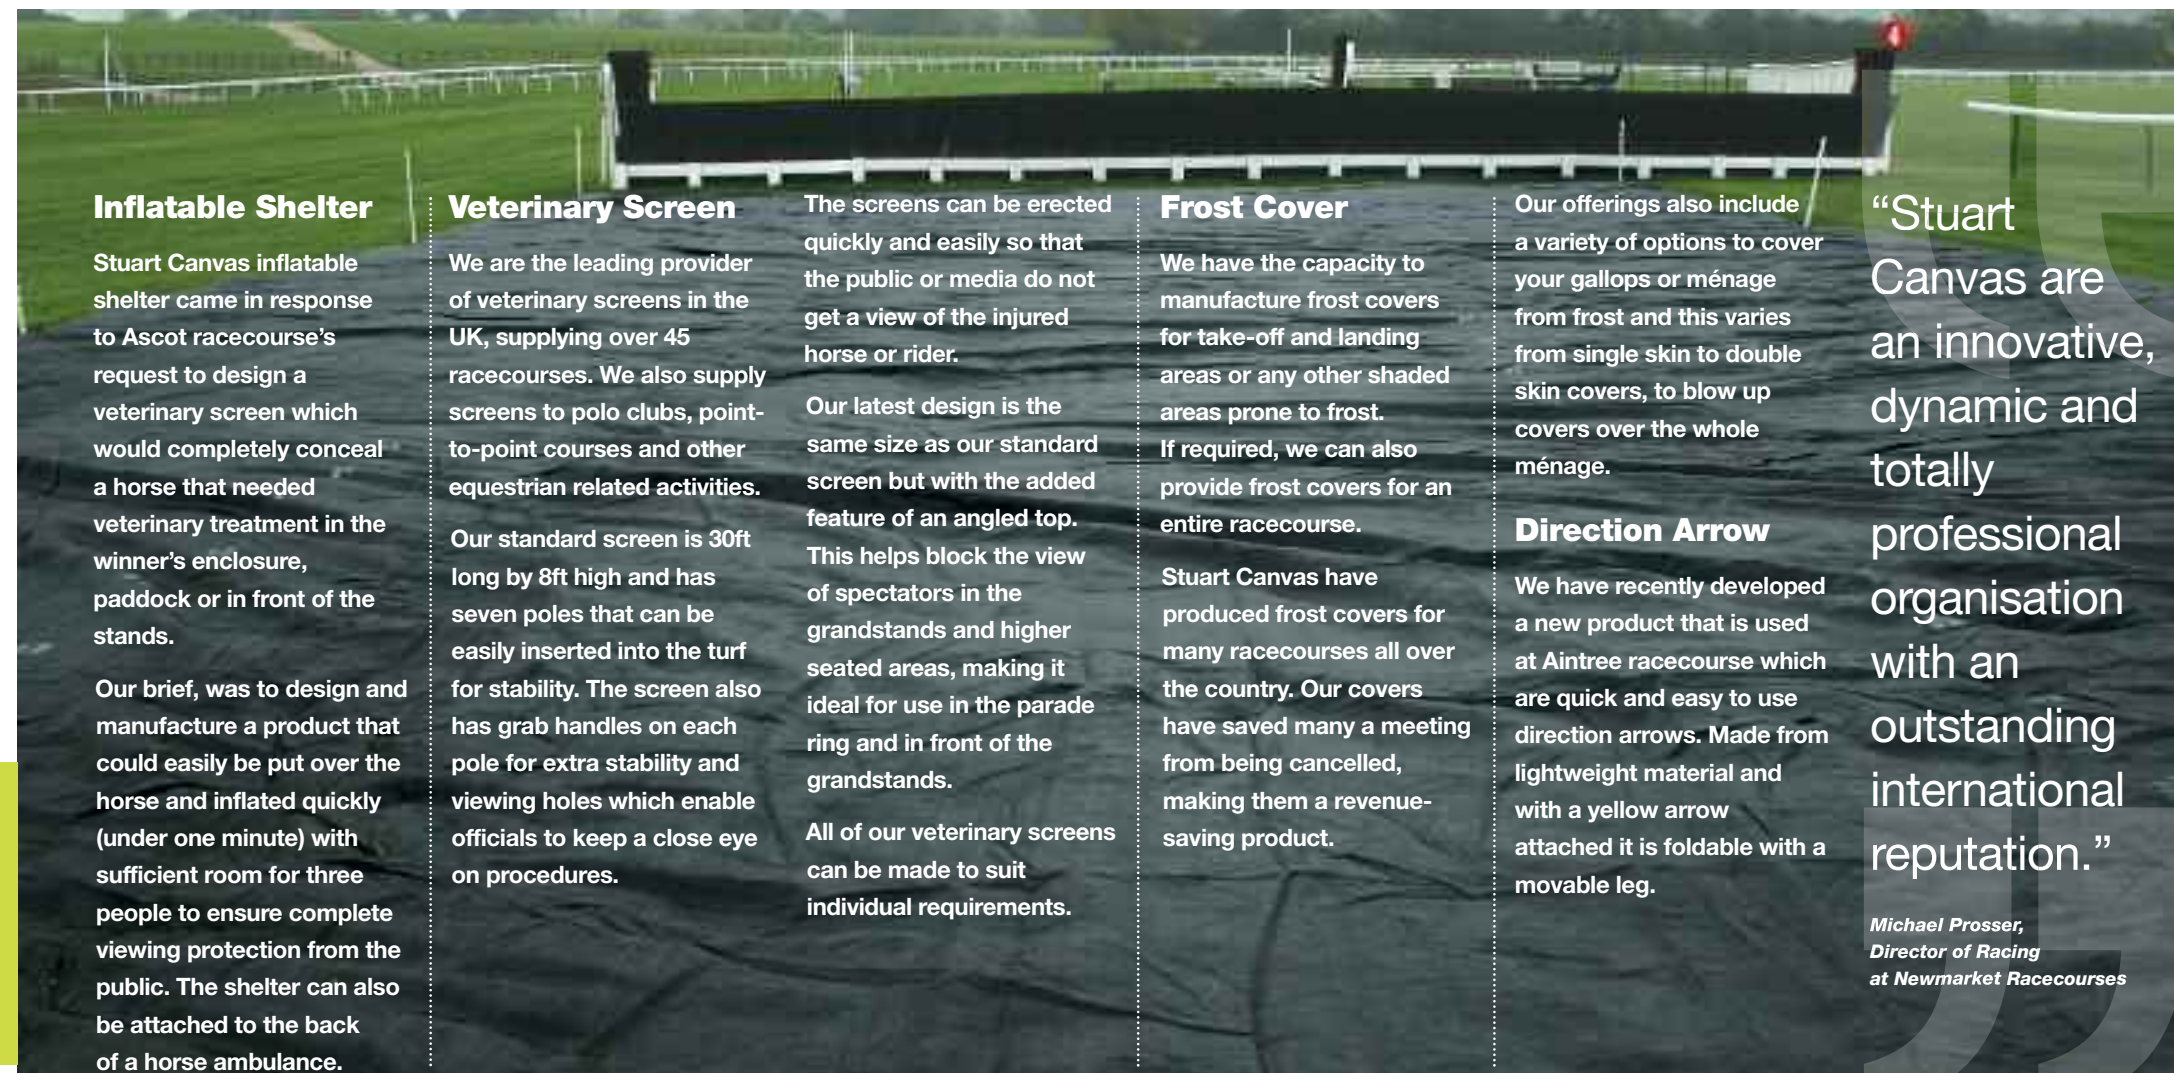 4
Inflatable Shelter
Stuart Canvas inflatable
shelter came in response
to Ascot racecourse’s
request to design a
veterinary screen which
would completely conceal
a horse that needed
veterinary treatment in the
winner’s enclosure,
paddock or in front of the
stands.
Our brief, was to design and
manufacture a product that
could easily be put over the
horse and inflated quickly
(under one minute) with
sufficient room for three
people to ensure complete
viewing protection from the
public. The shelter can also
be attached to the back
of a horse ambulance.
Veterinary Screen
We are the leading provider
of veterinary screens in the
UK, supplying over 45
racecourses. We also supply
screens to polo clubs, point-
to-point courses and other
equestrian related activities.
Our standard screen is 30ft
long by 8ft high and has
seven poles that can be
easily inserted into the turf
for stability. The screen also
has grab handles on each
pole for extra stability and
viewing holes which enable
officials to keep a close eye
on procedures.
The screens can be erected
quickly and easily so that
the public or media do not
get a view of the injured
horse or rider.
Our latest design is the
same size as our standard
screen but with the added
feature of an angled top.
This helps block the view
of spectators in the
grandstands and higher
seated areas, making it
ideal for use in the parade
ring and in front of the
grandstands.
All of our veterinary screens
can be made to suit
individual requirements.
Frost Cover
We have the capacity to
manufacture frost covers
for take-off and landing
areas or any other shaded
areas prone to frost.
If required, we can also
provide frost covers for an
entire racecourse.
Stuart Canvas have
produced frost covers for
many racecourses all over
the country. Our covers
have saved many a meeting
from being cancelled,
making them a revenue-
saving product.
Our offerings also include
a variety of options to cover
your gallops or ménage
from frost and this varies
from single skin to double
skin covers, to blow up
covers over the whole
ménage.
Direction Arrow
We have recently developed
a new product that is used
at Aintree racecourse which
are quick and easy to use
direction arrows. Made from
lightweight material and
with a yellow arrow
attached it is foldable with a
movable leg.
“Stuart
Canvas are
an innovative,
dynamic and
totally
professional
organisation
with an
outstanding
international
reputation.”
Michael Prosser,
Director of Racing
at Newmarket Racecourses